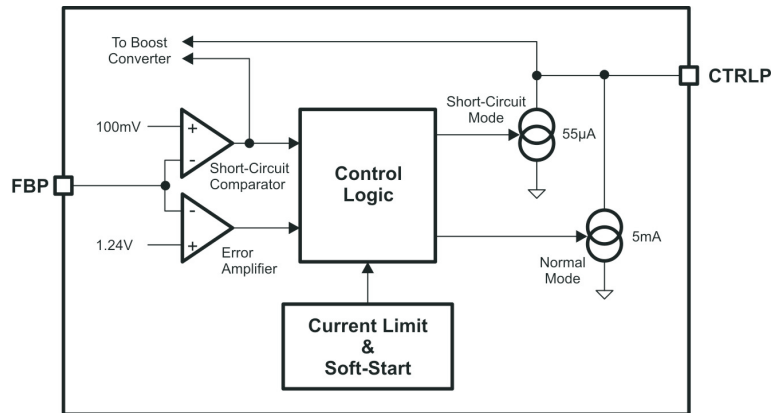 To Boost
Converter
CTRLP
Short-Circuit
Mode
55μA
100mV
+
-
Short-Circuit
Comparator
Control
Logic
FBP
-
+
1.24V
Error
Amplifier
5mA
Normal
Mode
Current Limit
&
Soft-Start